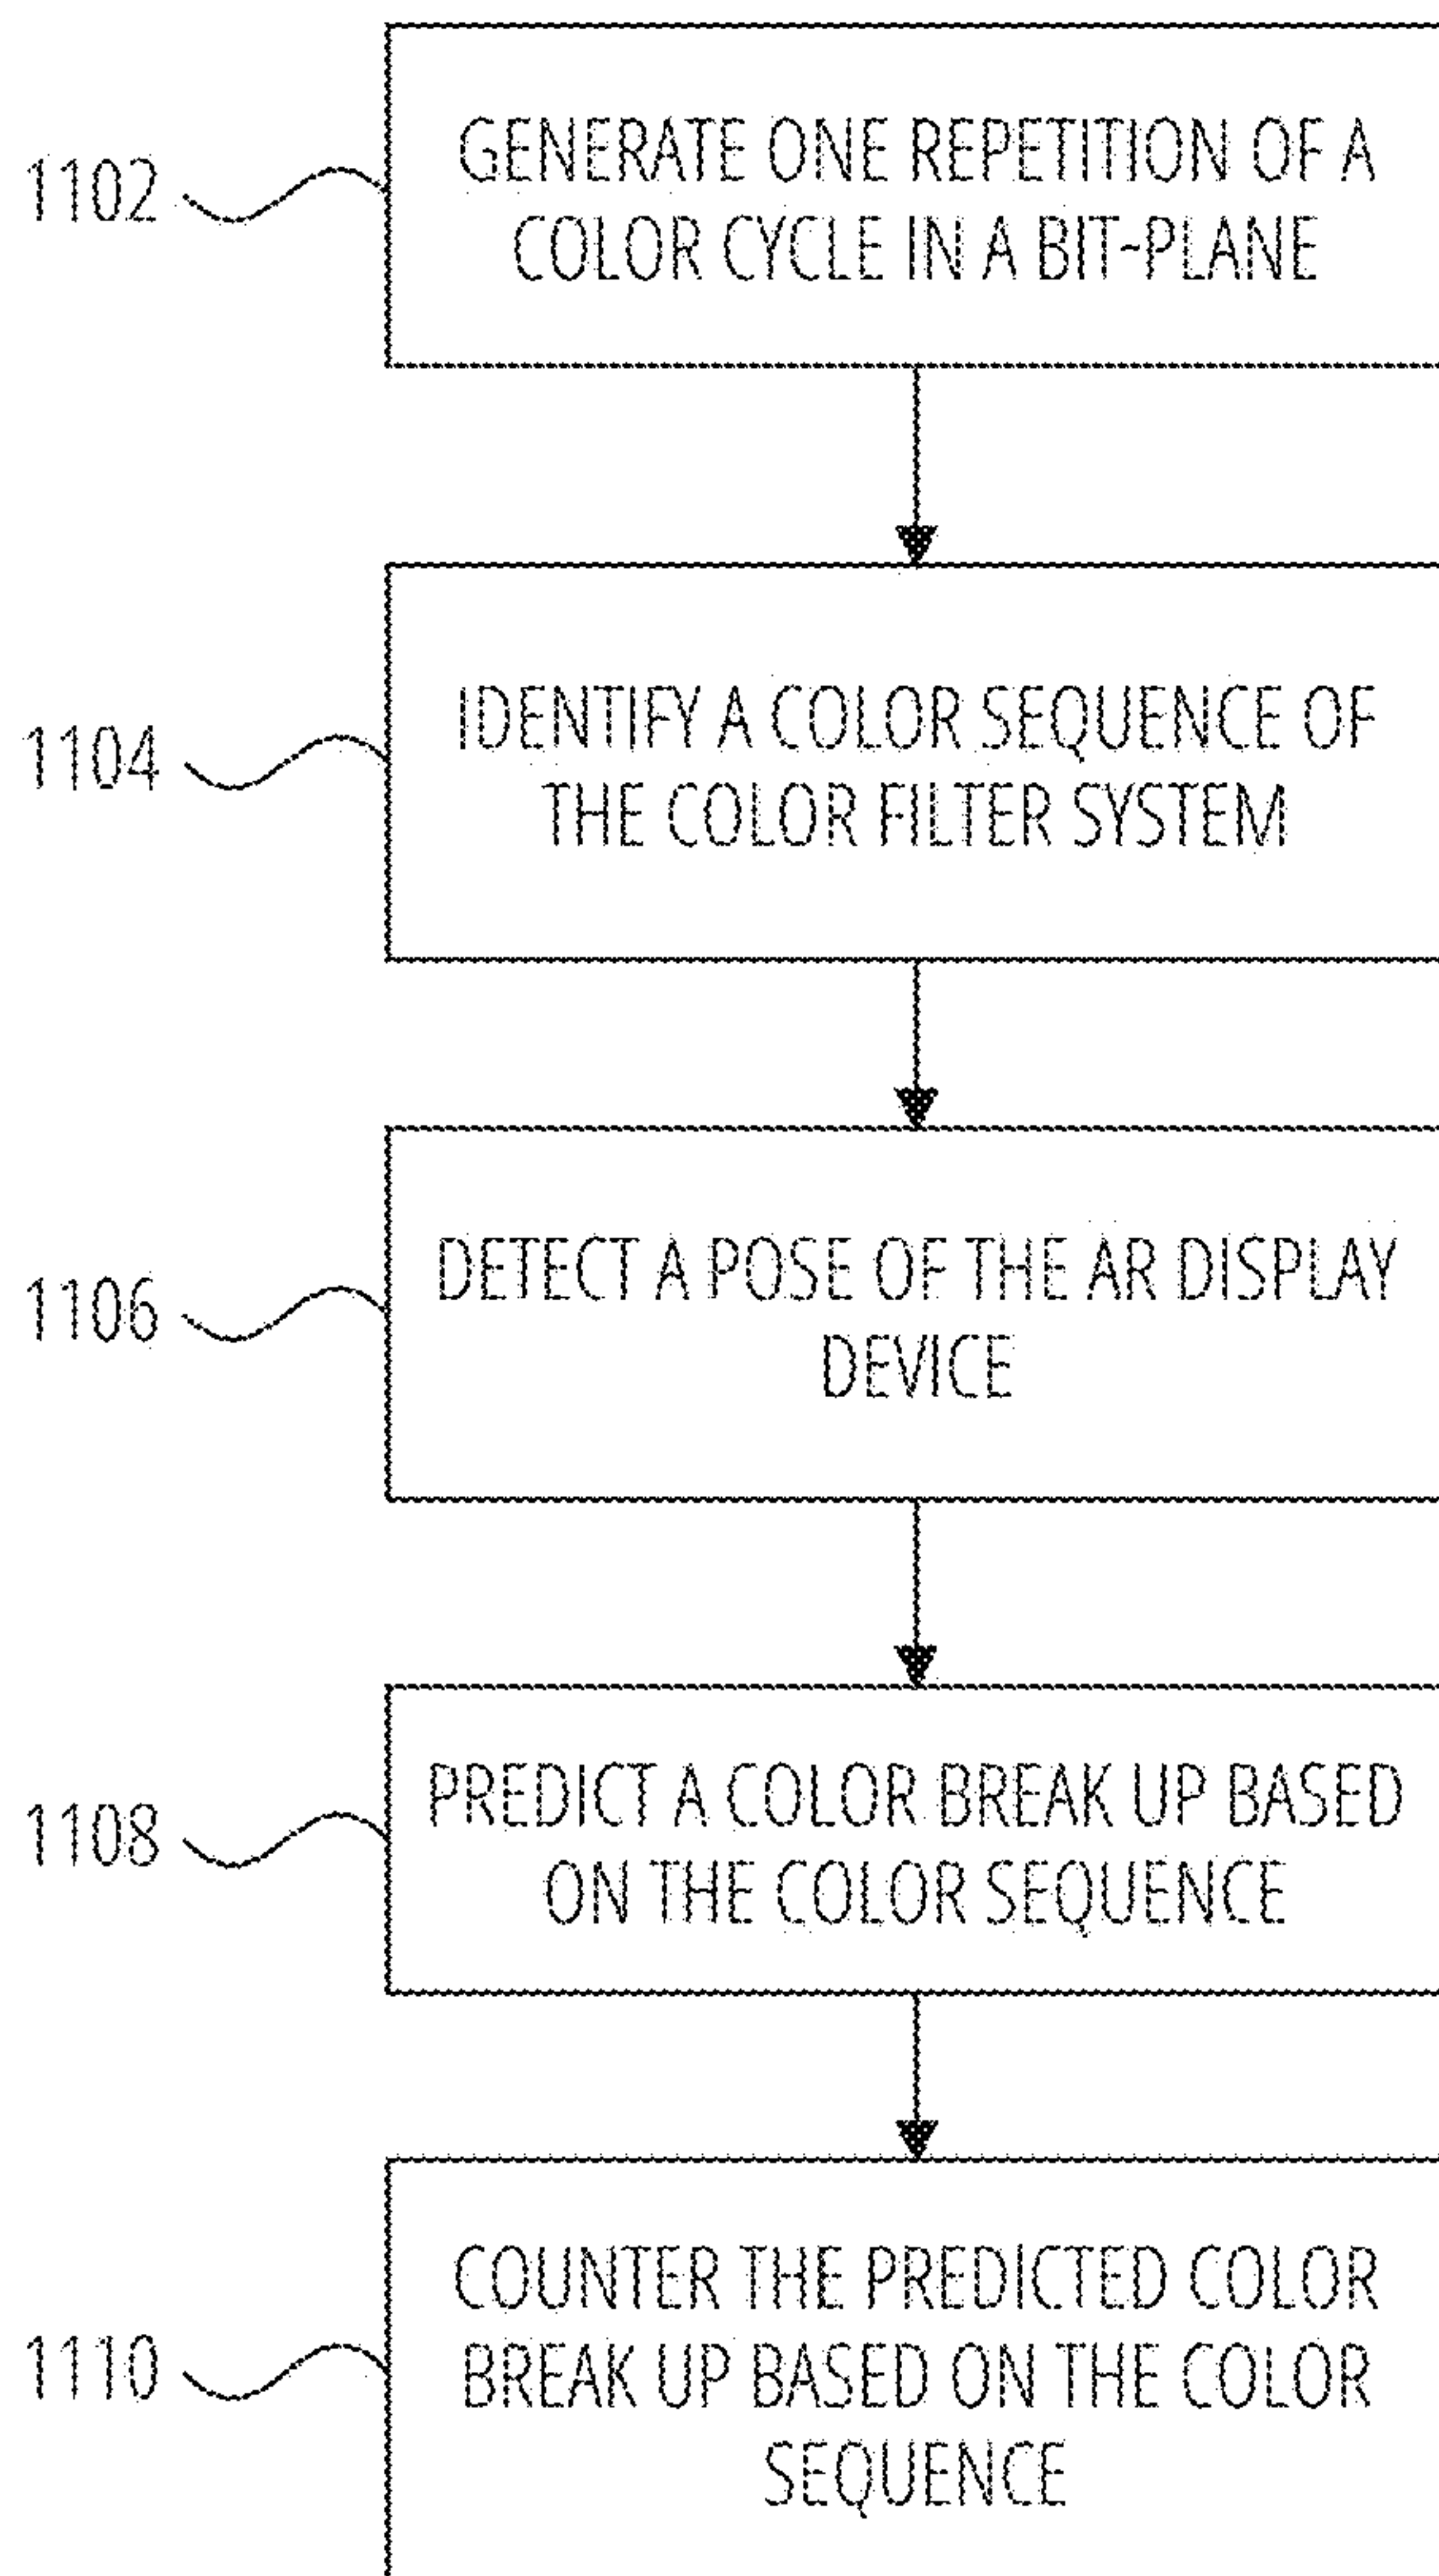 1102
GENERATE ONE REPETITION OF A
COLOR CYCLE IN A BIT-PLANE
1104
IDENTIFY A COLOR SEQUENCE OF
THE COLOR FILTER SYSTEM
1106
DETECT A POSE OF THE AR DISPLAY
DEVICE
1108
PREDICT A COLOR BREAK UP BASED
ON THE COLOR SEQUENCE
1110
COUNTER THE PREDICTED COLOR
BREAK UP BASED ON THE COLOR
SEQUENCE